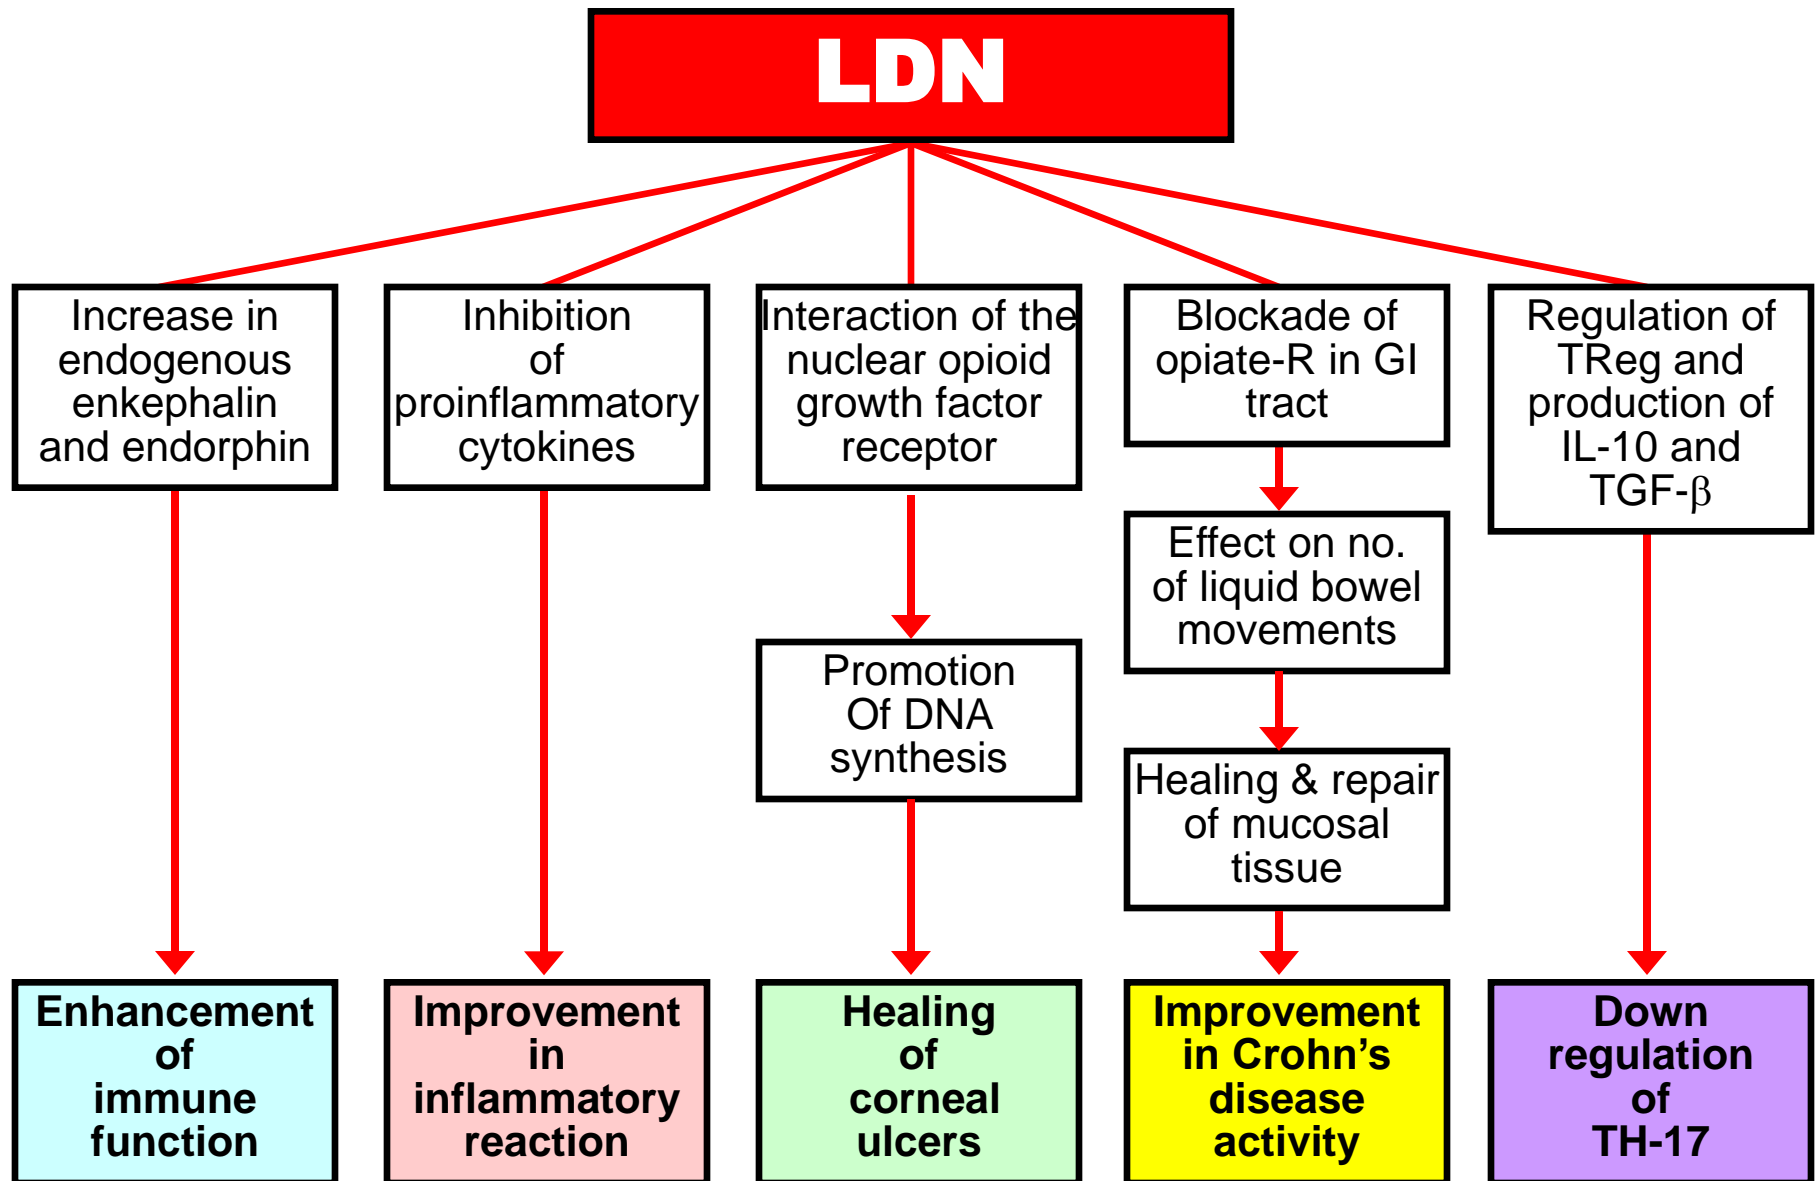 LDN
Increase in
endogenous
enkephalin
and endorphin
Inhibition
of
proinflammatory
cytokines
Interaction of the
nuclear opioid
growth factor
receptor
Blockade of
opiate-R in GI
tract
Regulation of
TReg and
production of
IL-10 and
TGF-β
Effect on no.
of liquid bowel
movements
Promotion
Of DNA
synthesis
Healing & repair
of mucosal
tissue
Enhancement
of
immune
function
Improvement
in
inflammatory
reaction
Healing
of
corneal
ulcers
Improvement
in Crohn’s
disease
activity
Down
regulation
of
TH-17